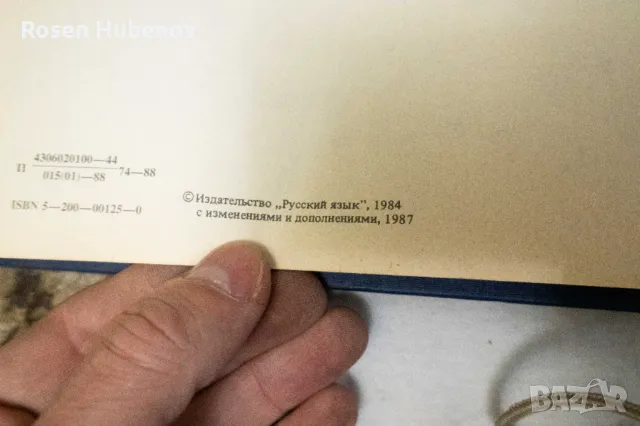 Rosen Hubenov
4306020100—44
П 74—88
015(01)—88
ISBN 5—200—00125—0
© Издательство „Русский язык", 1984
с изменениями и дополнениями, 1987
BAZAR